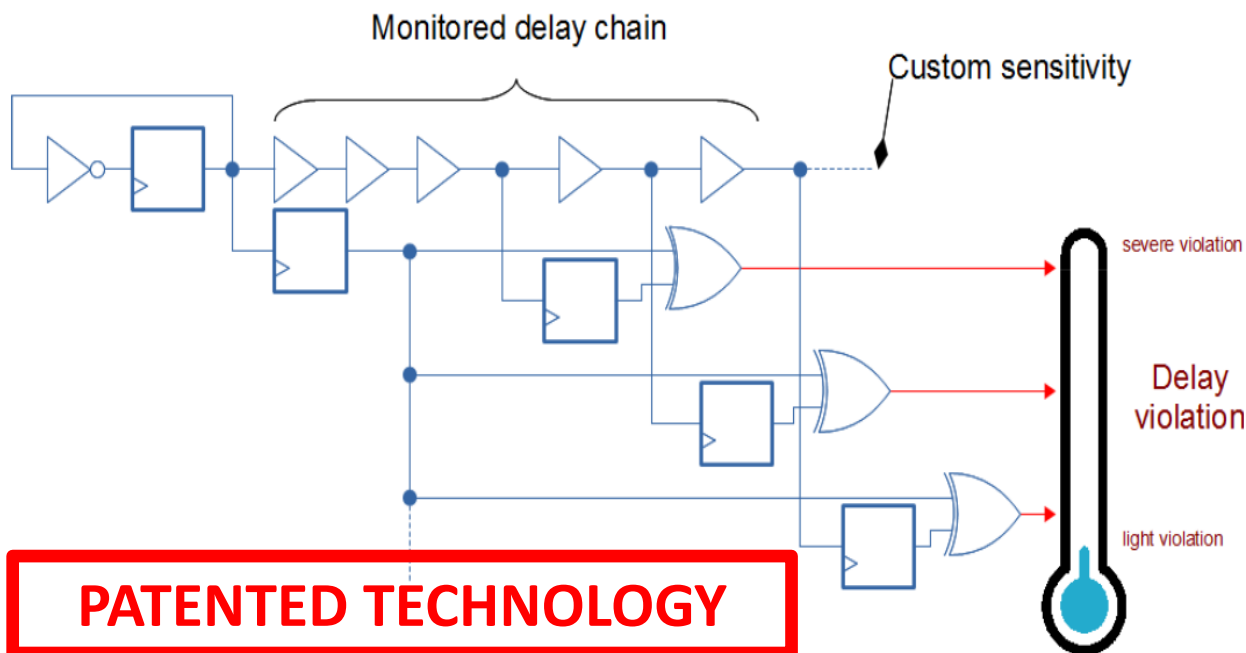 Monitored delay chain
Custom sensitivity
severe violation
Delay
violation
light violation
PATENTED TECHNOLOGY